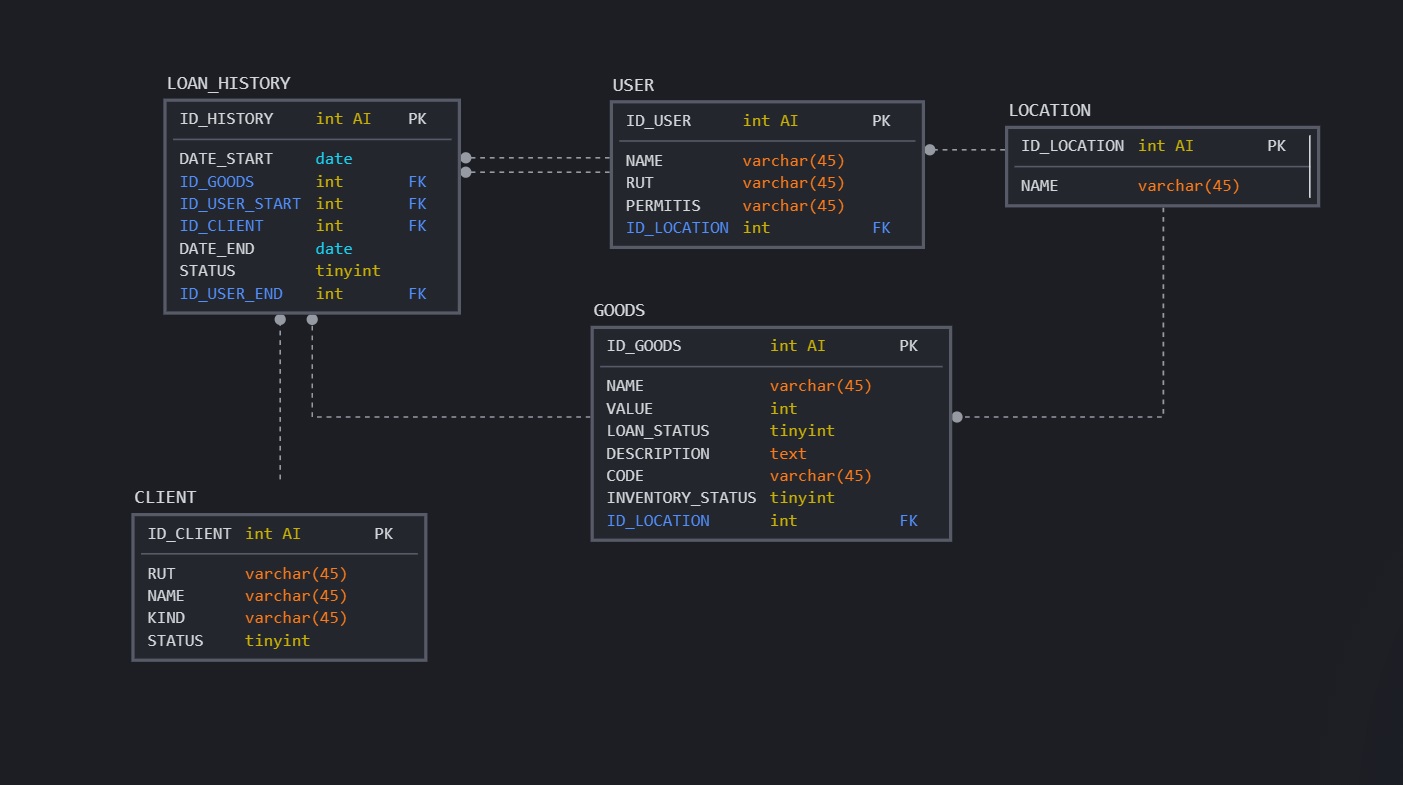 LOAN_HISTORY
ID_HISTORY int AI PK
DATE_START date
ID_GOODS int FK
ID_USER_START int FK
ID_CLIENT int FK
DATE_END date
STATUS tinyint
ID_USER_END int FK
USER
ID_USER int AI PK
NAME varchar(45)
RUT varchar(45)
PERMITIS varchar(45)
ID_LOCATION int FK
LOCATION
ID_LOCATION int AI PK
NAME varchar(45)
GOODS
ID_GOODS int AI PK
NAME varchar(45)
VALUE int
LOAN_STATUS tinyint
DESCRIPTION text
CODE varchar(45)
INVENTORY_STATUS tinyint
ID_LOCATION int FK
CLIENT
ID_CLIENT int AI PK
RUT varchar(45)
NAME varchar(45)
KIND varchar(45)
STATUS tinyint